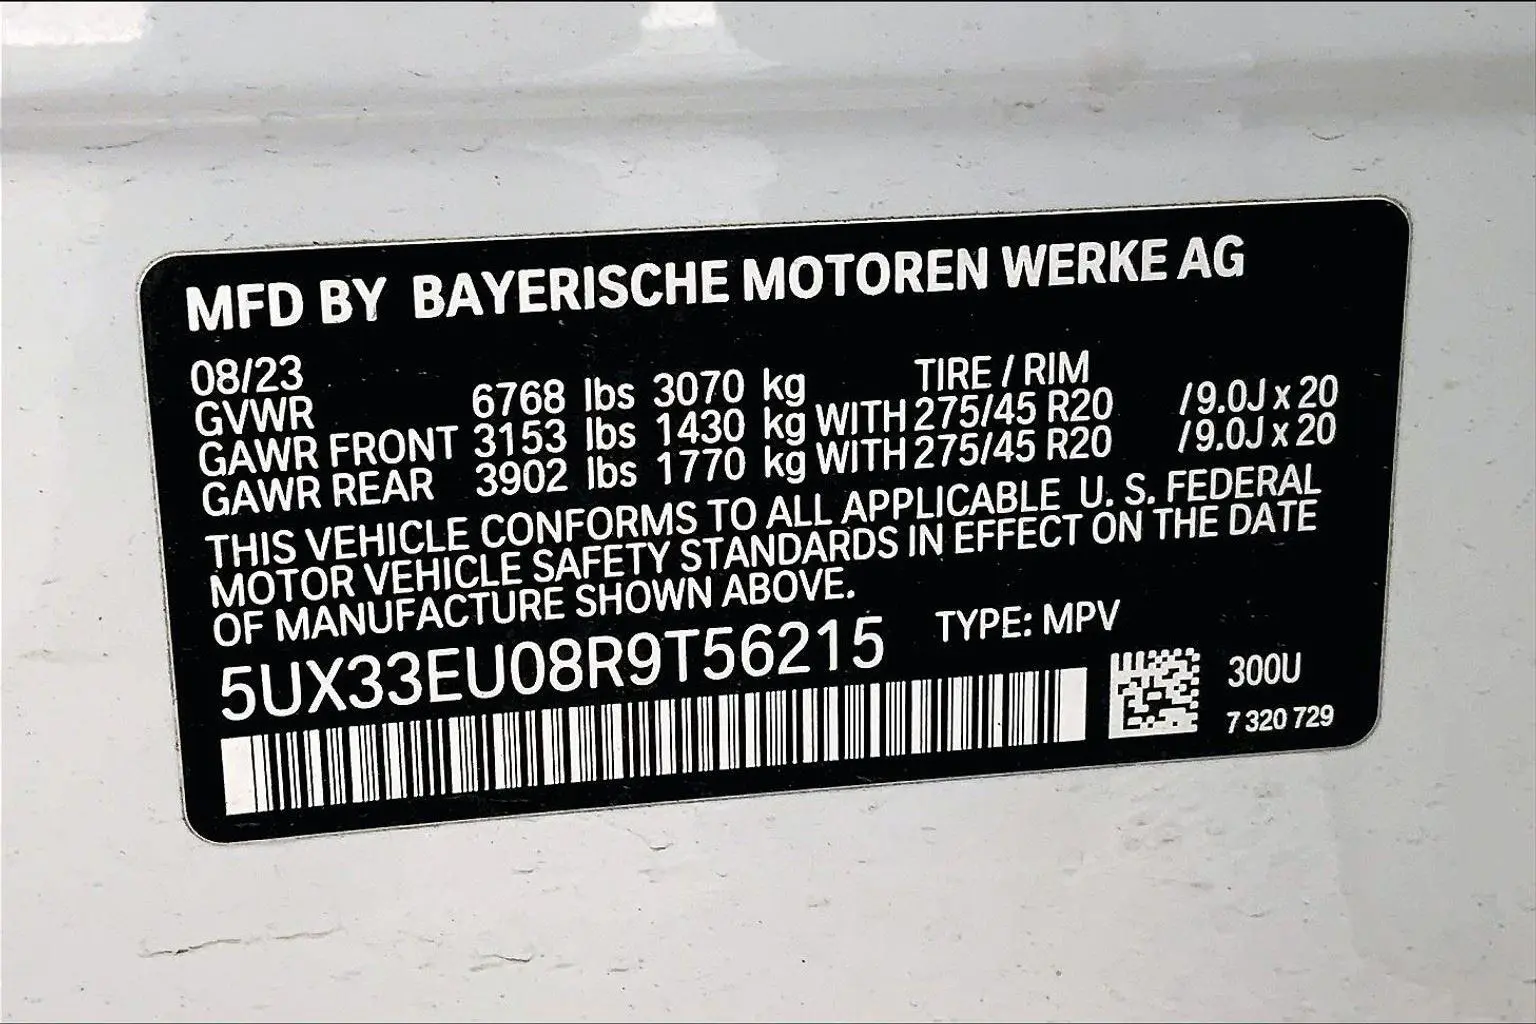 MFD BY BAYERISCHE MOTOREN WERKE AG
08/23 TIRE / RIM
GVWR 6768 lbs 3070 kg
GAWR FRONT 3153 lbs 1430 kg WITH 275/45 R20 /9.0J x 20
GAWR REAR 3902 lbs 1770 kg WITH 275/45 R20 /9.0J x 20
THIS VEHICLE CONFORMS TO ALL APPLICABLE U. S. FEDERAL
MOTOR VEHICLE SAFETY STANDARDS IN EFFECT ON THE DATE
OF MANUFACTURE SHOWN ABOVE.
5UX33EU08R9T56215 TYPE: MPV
300U
7 320 729